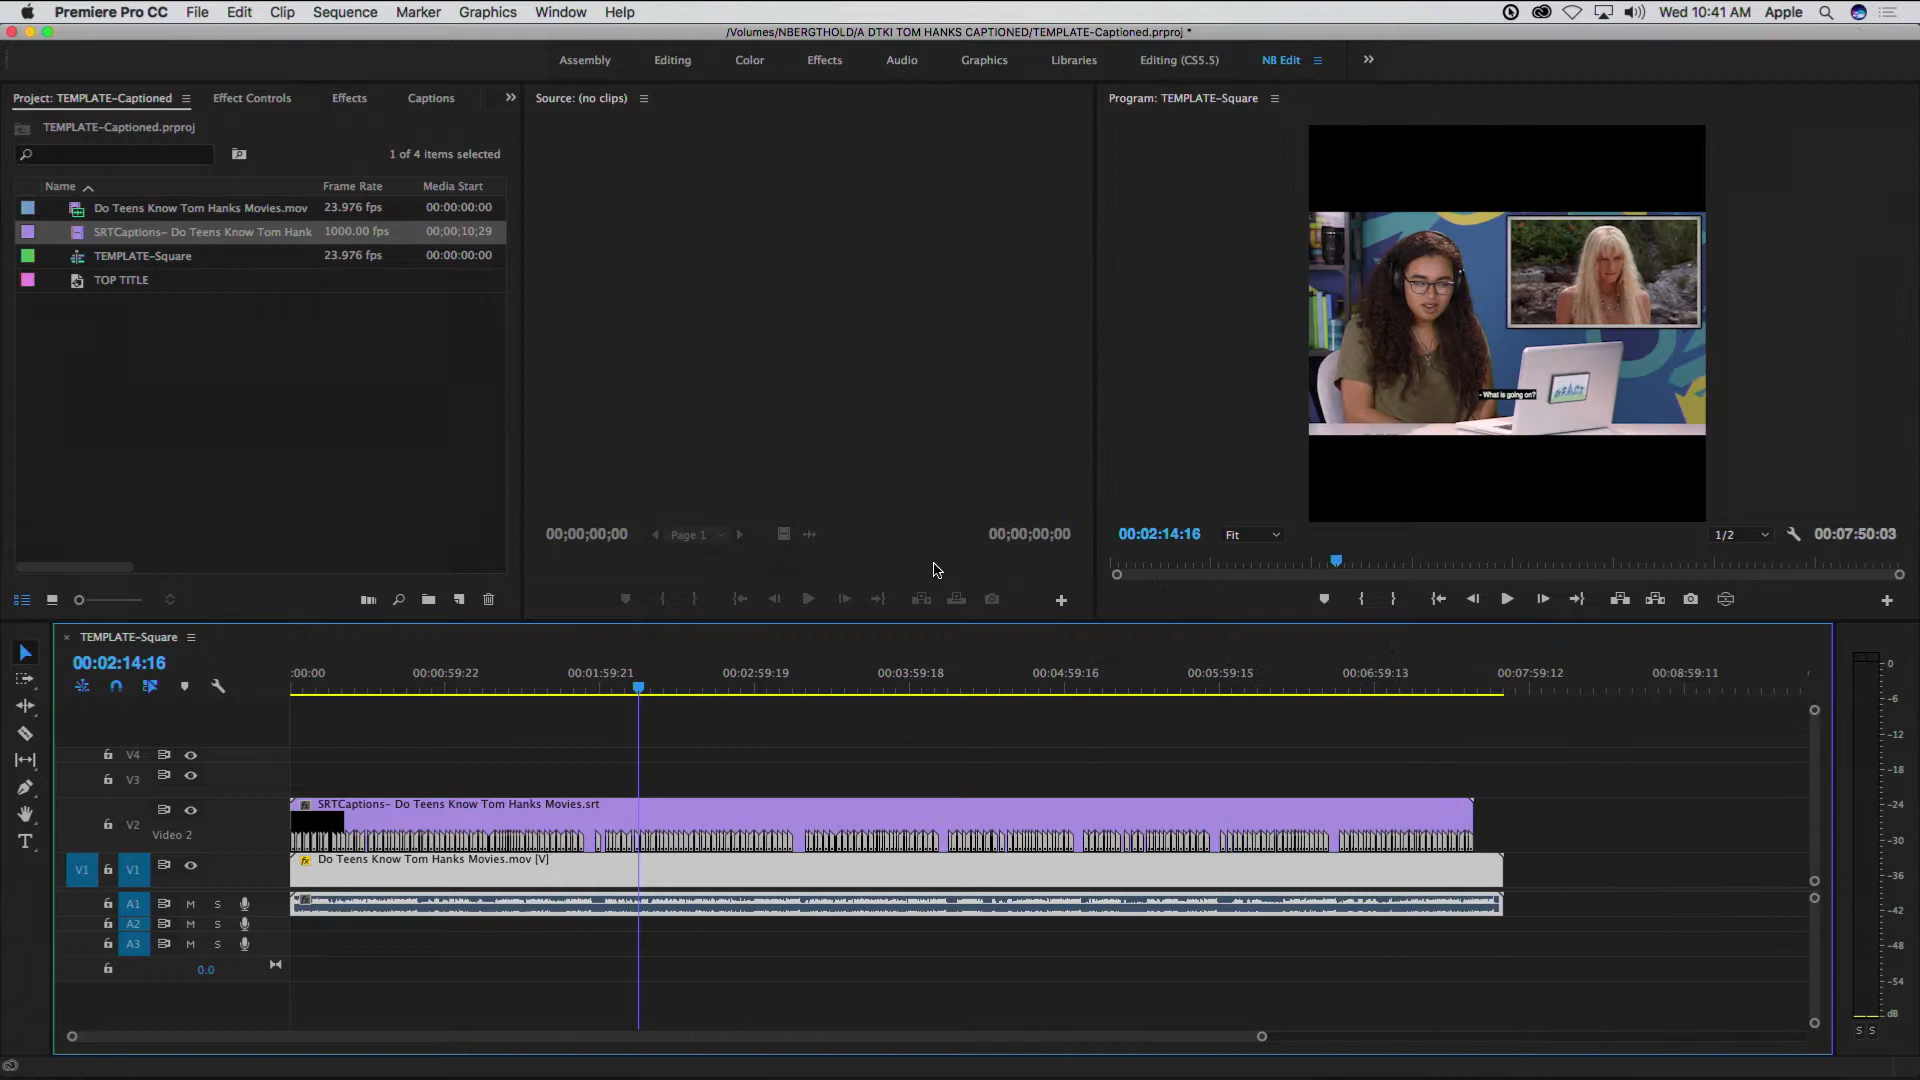 Premiere Pro CC File Edit Clip Sequence Marker Graphics Window Help Wed 10:41 AM Apple
/Volumes/NBERGTHOLD/A DTKI TOM HANKS CAPTIONED/TEMPLATE-Captioned.prproj *
Assembly Editing Color Effects Audio Graphics Libraries Editing (CS5.5) NB Edit
Project: TEMPLATE-Captioned Effect Controls Effects Captions
TEMPLATE-Captioned.prproj
1 of 4 items selected
Name Frame Rate Media Start
Do Teens Know Tom Hanks Movies.mov 23.976 fps 00:00:00:00
SRTCaptions- Do Teens Know Tom Hank 1000.00 fps 00;00;10;29
TEMPLATE-Square 23.976 fps 00:00:00:00
TOP TITLE
Source: (no clips)
00;00;00;00 Page 1 00;00;00;00
Program: TEMPLATE-Square
- What is going on?
REACT
00:02:14:16 Fit 1/2 00:07:50:03
TEMPLATE-Square
00:02:14:16
:00:00 00:00:59:22 00:01:59:21 00:02:59:19 00:03:59:18 00:04:59:16 00:05:59:15 00:06:59:13 00:07:59:12 00:08:59:11
V4
V3
V2 Video 2
SRTCaptions- Do Teens Know Tom Hanks Movies.srt
V1 V1
Do Teens Know Tom Hanks Movies.mov [V]
A1 M S
A2 M S
A3 M S
0.0
0
-6
-12
-18
-24
-30
-36
-42
-48
-54
dB
S S